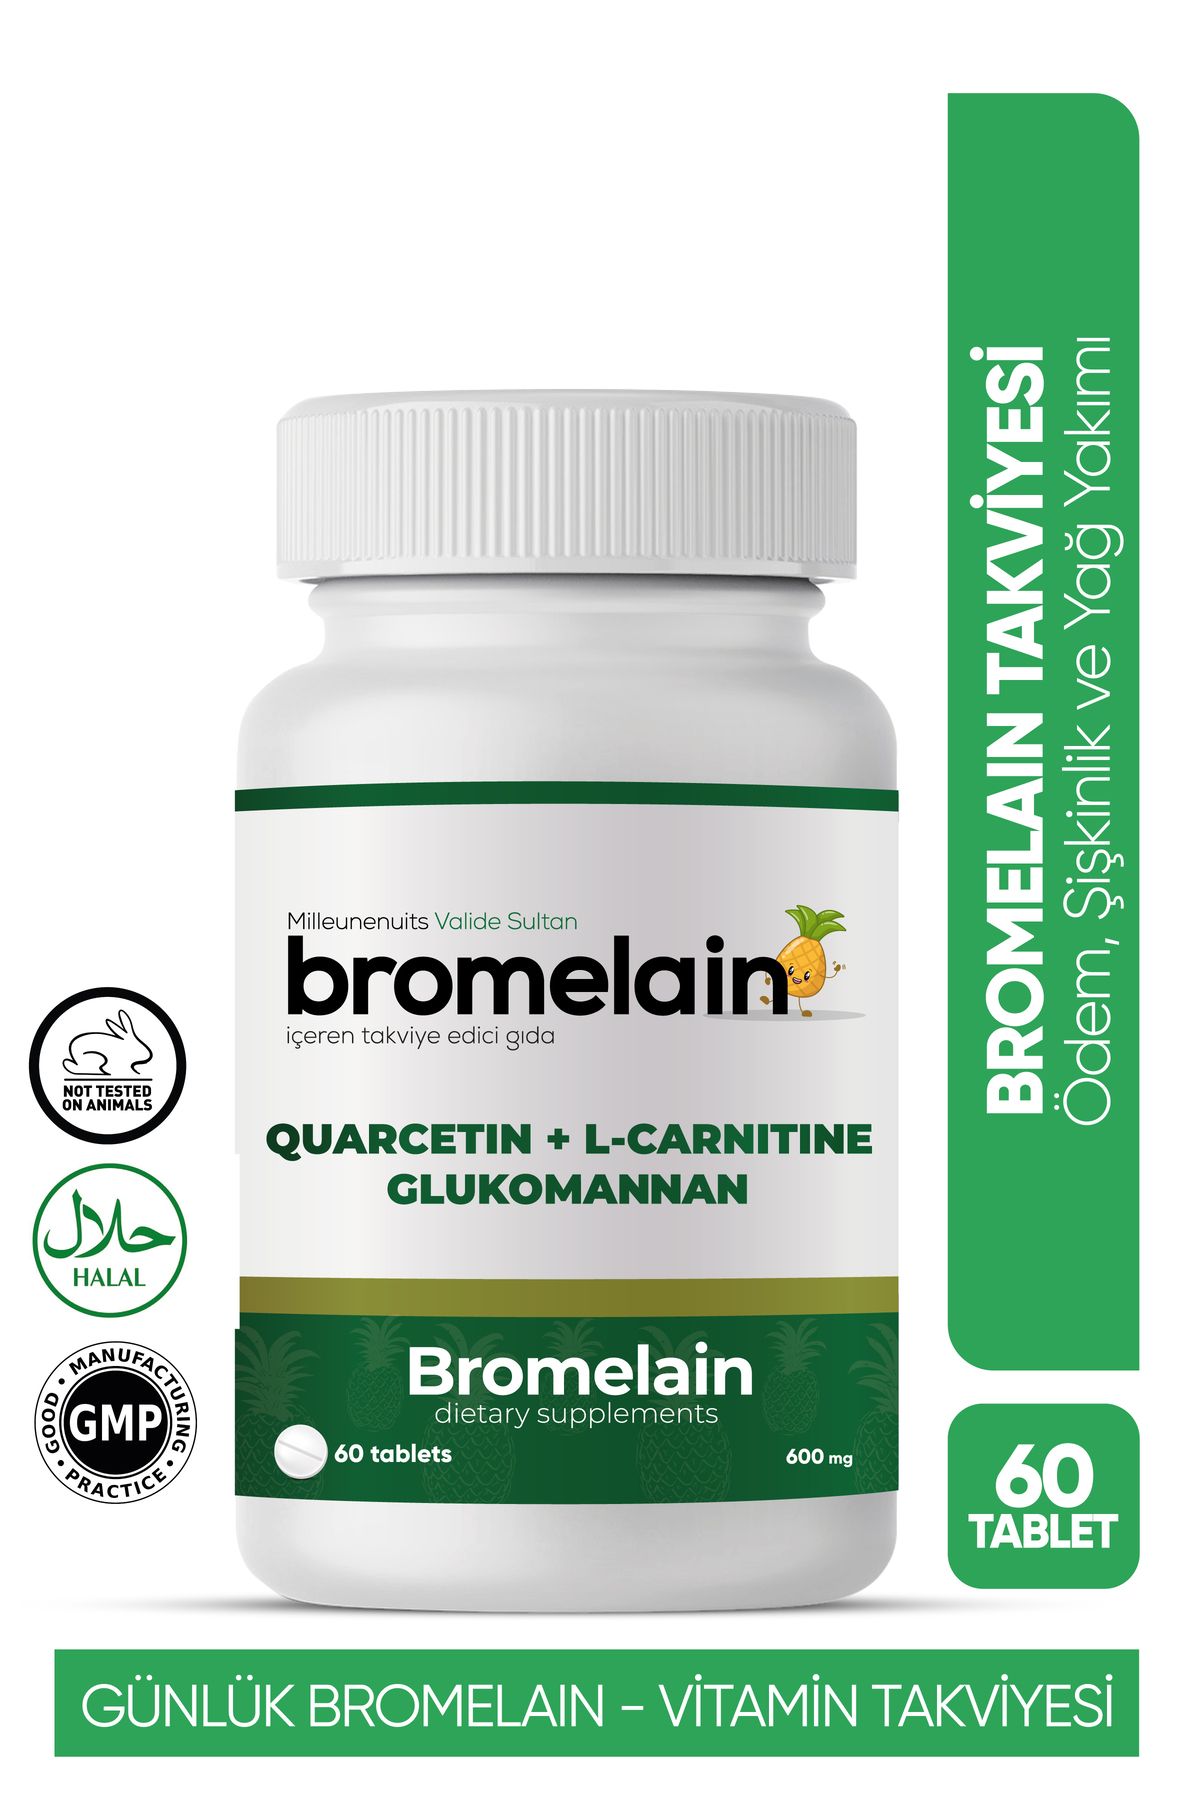 BROMELAIN TAKVİYESİ
Ödem, Şişkinlik ve Yağ Yakımı
Milleunenuits Valide Sultan
bromelain
içeren takviye edici gıda
QUARCETIN + L-CARNITINE
GLUKOMANNAN
Bromelain
dietary supplements
60 tablets
600 mg
NOT TESTED
ON ANIMALS
حلال
HALAL
GOOD • MANUFACTURING • PRACTICE •
GMP
60
TABLET
GÜNLÜK BROMELAIN - VİTAMİN TAKVİYESİ